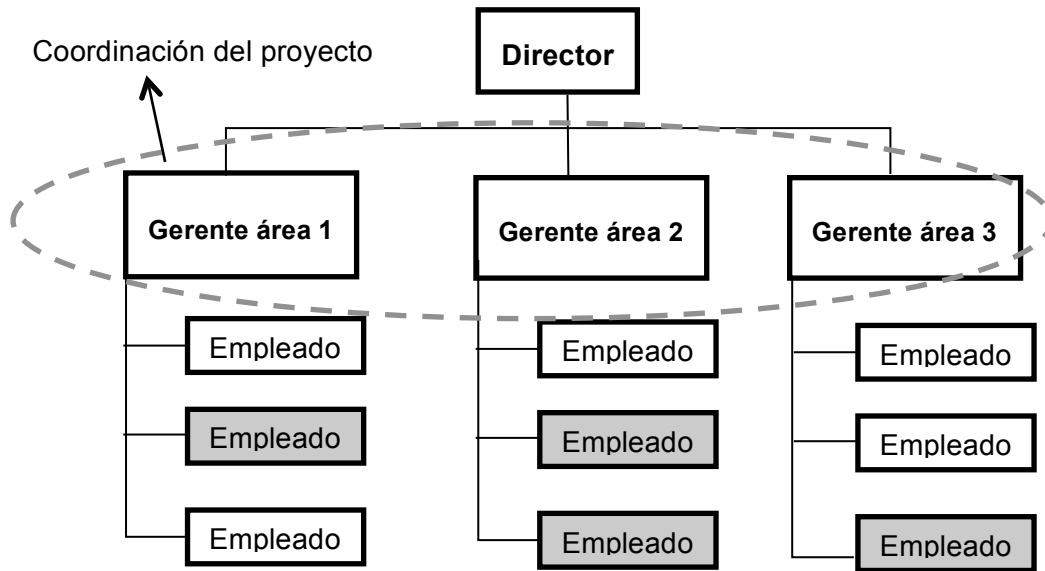 Coordinación del proyecto
Director
Gerente área 1
Gerente área 2
Gerente área 3
Empleado
Empleado
Empleado
Empleado
Empleado
Empleado
Empleado
Empleado
Empleado